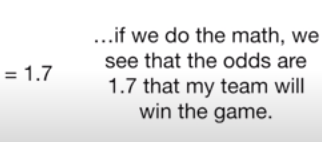 ...if we do the math, we
see that the odds are
= 1.7
1.7 that my team will
win the game.